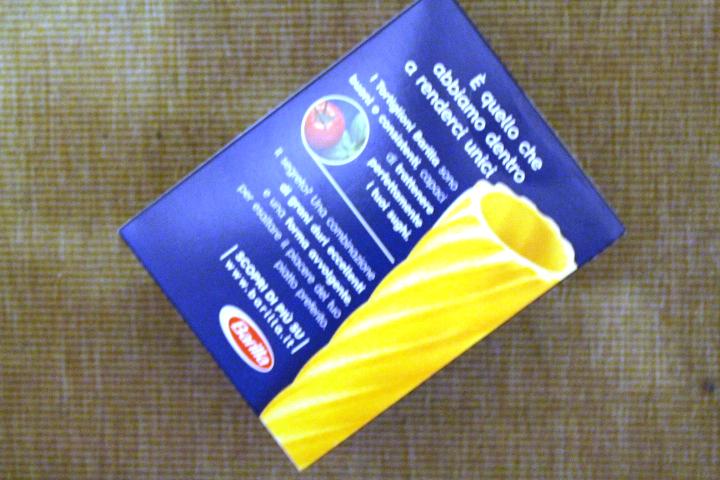 È quello che
abbiamo dentro
a renderci unici
I Tortiglioni Barilla sono
buoni e consistenti, capaci
di trattenere
perfettamente
i tuoi sughi.
Il segreto? Una combinazione
di grani duri eccellenti
e una forma avvolgente,
per esaltare il piacere del tuo
piatto preferito.
SCOPRI DI PIÙ SU
www.barilla.it
Barilla